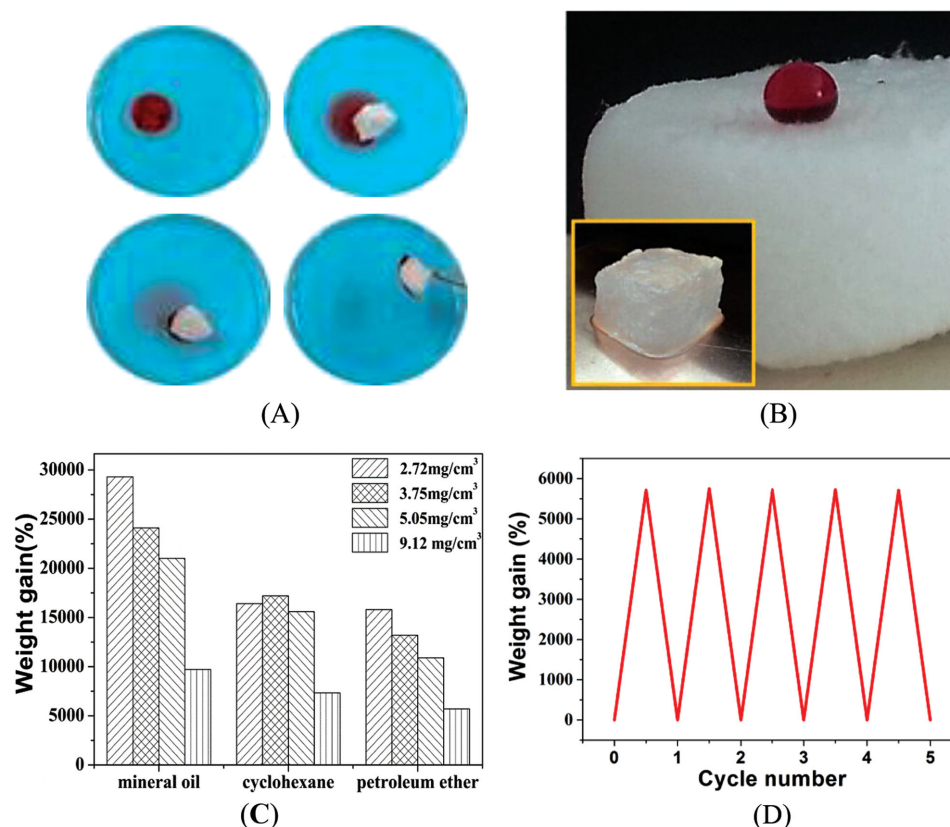 (A)
(B)
30000
25000
20000
15000
10000
5000
0
Weight gain(%)
2.72mg/cm³
3.75mg/cm³
5.05mg/cm³
9.12 mg/cm³
mineral oil
cyclohexane
petroleum ether
(C)
6000
5000
4000
3000
2000
1000
0
Weight gain (%)
0 1 2 3 4 5
Cycle number
(D)